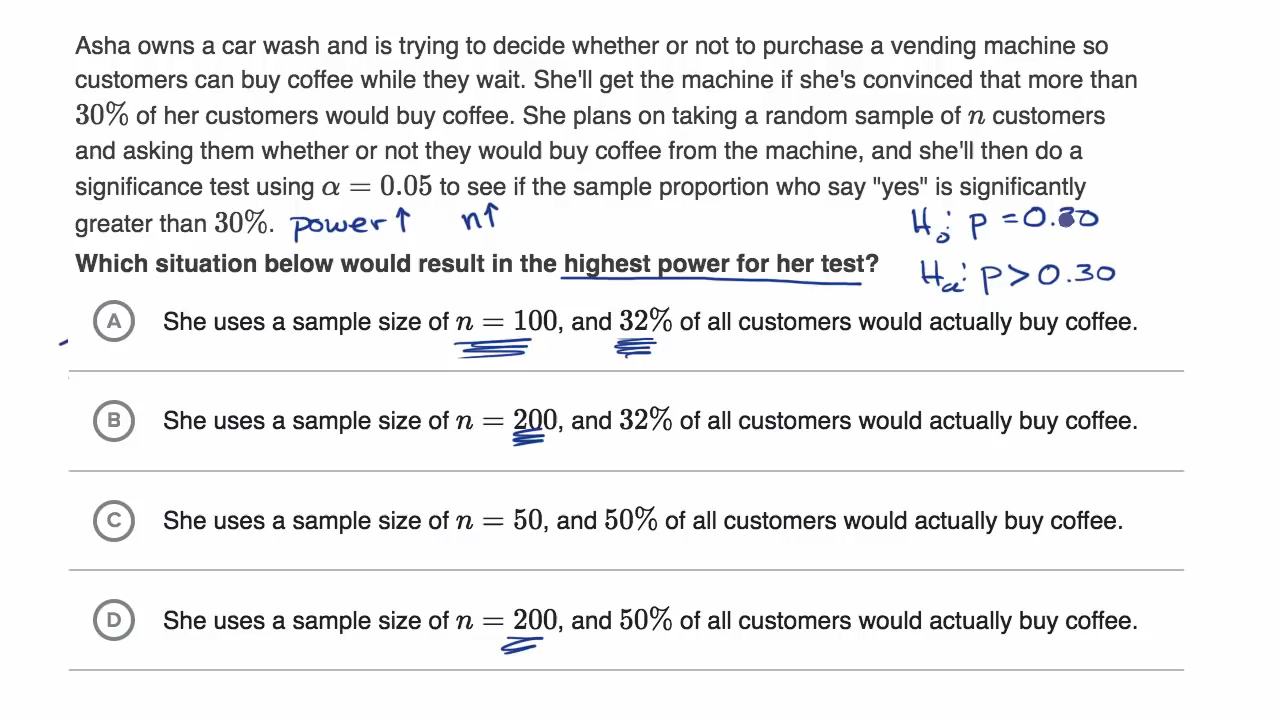 Asha owns a car wash and is trying to decide whether or not to purchase a vending machine so
customers can buy coffee while they wait. She'll get the machine if she's convinced that more than
30% of her customers would buy coffee. She plans on taking a random sample of n customers
and asking them whether or not they would buy coffee from the machine, and she'll then do a
significance test using α = 0.05 to see if the sample proportion who say "yes" is significantly
greater than 30%. power↑ n↑ H₀: p = 0.30
Which situation below would result in the highest power for her test? Hₐ: p > 0.30
A She uses a sample size of n = 100, and 32% of all customers would actually buy coffee.
B She uses a sample size of n = 200, and 32% of all customers would actually buy coffee.
C She uses a sample size of n = 50, and 50% of all customers would actually buy coffee.
D She uses a sample size of n = 200, and 50% of all customers would actually buy coffee.